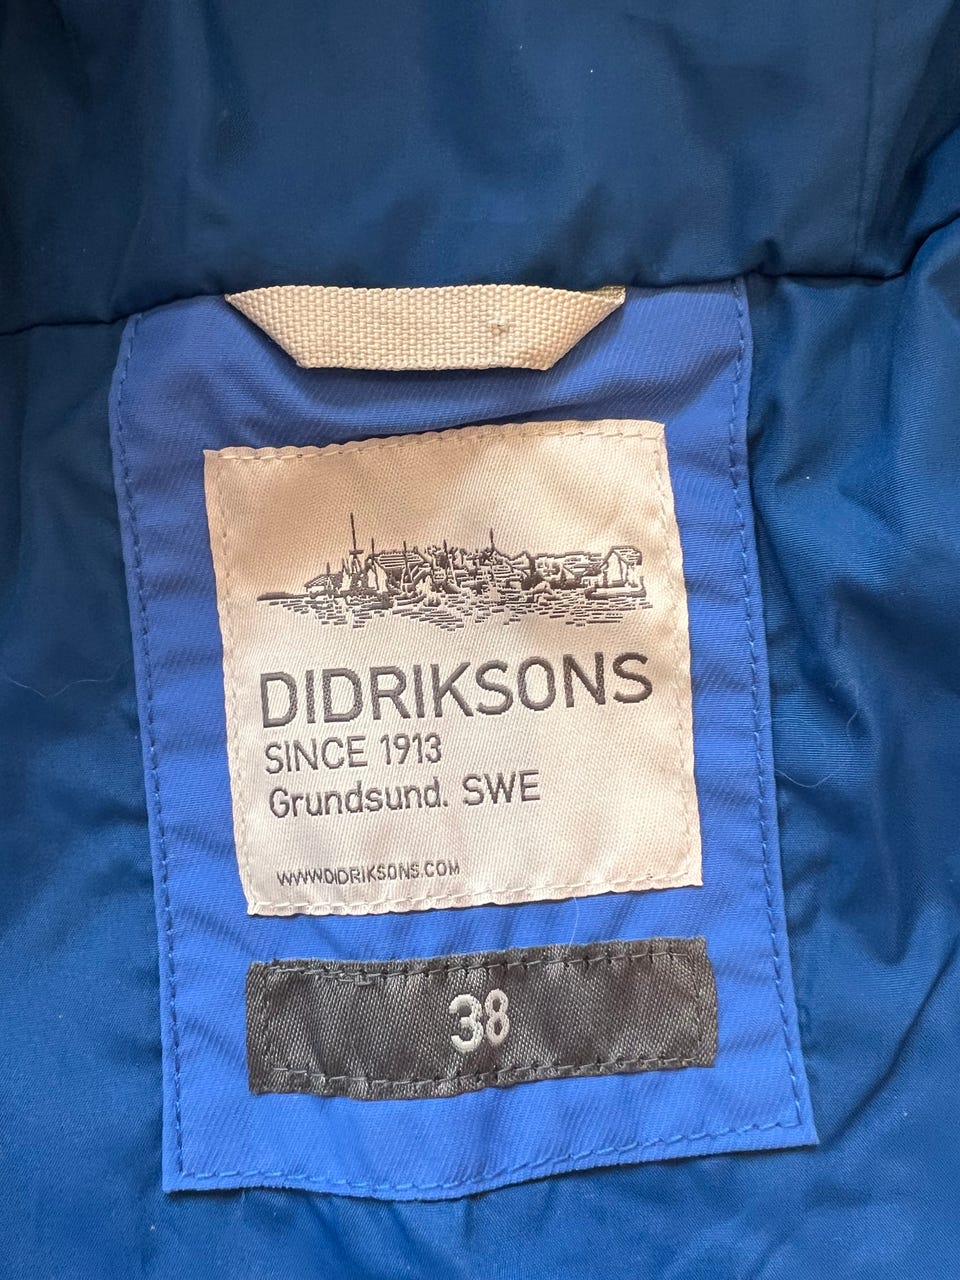 DIDRIKSONS
SINCE 1913
Grundsund. SWE
WWW.DIDRIKSONS.COM
38